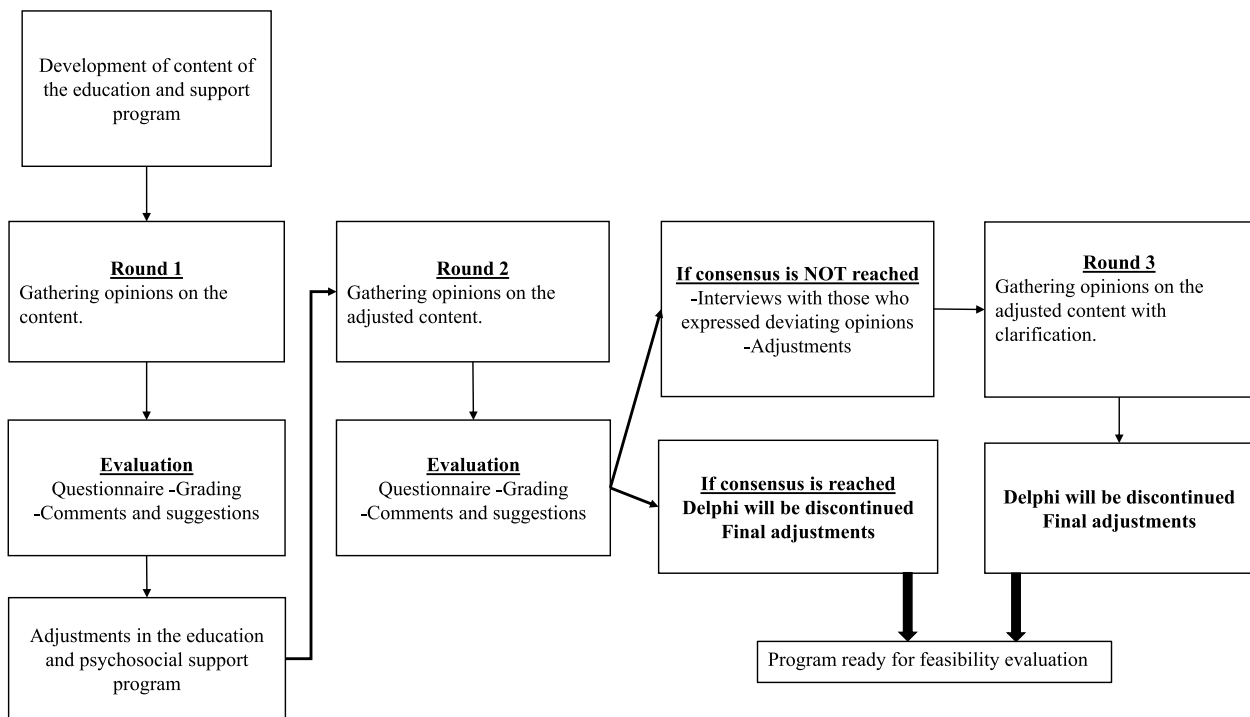 Development of content of
the education and support
program
Round 1
Gathering opinions on the
content.
Evaluation
Questionnaire -Grading
-Comments and suggestions
Adjustments in the education
and psychosocial support
program
Round 2
Gathering opinions on the
adjusted content.
Evaluation
Questionnaire -Grading
-Comments and suggestions
If consensus is NOT reached
-Interviews with those who
expressed deviating opinions
-Adjustments
If consensus is reached
Delphi will be discontinued
Final adjustments
Round 3
Gathering opinions on the
adjusted content with
clarification.
Delphi will be discontinued
Final adjustments
Program ready for feasibility evaluation